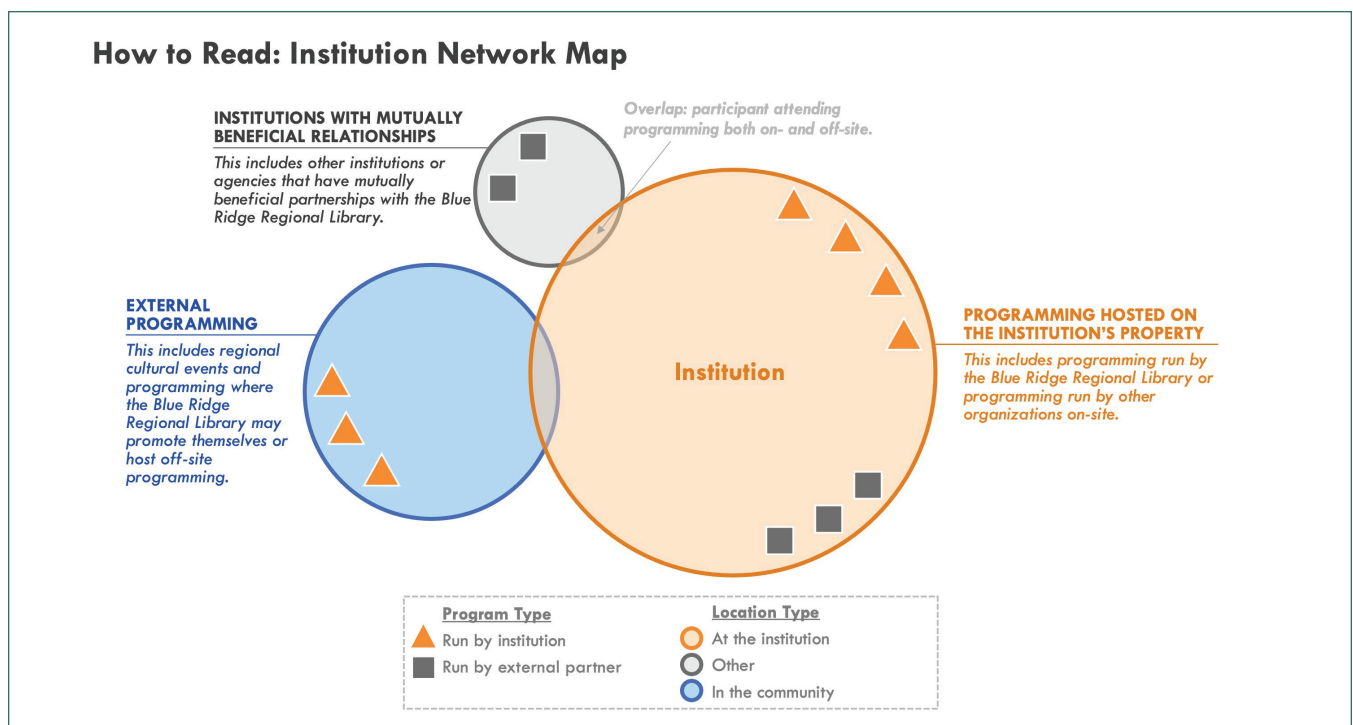 How to Read: Institution Network Map
INSTITUTIONS WITH MUTUALLY
BENEFICIAL RELATIONSHIPS
This includes other institutions or
agencies that have mutually
beneficial partnerships with the Blue
Ridge Regional Library.
Overlap: participant attending
programming both on- and off-site.
EXTERNAL
PROGRAMMING
This includes regional
cultural events and
programming where
the Blue Ridge
Regional Library may
promote themselves or
host off-site
programming.
Institution
PROGRAMMING HOSTED ON
THE INSTITUTION’S PROPERTY
This includes programming run by
the Blue Ridge Regional Library or
programming run by other
organizations on-site.
Program Type
Run by institution
Run by external partner
Location Type
At the institution
Other
In the community